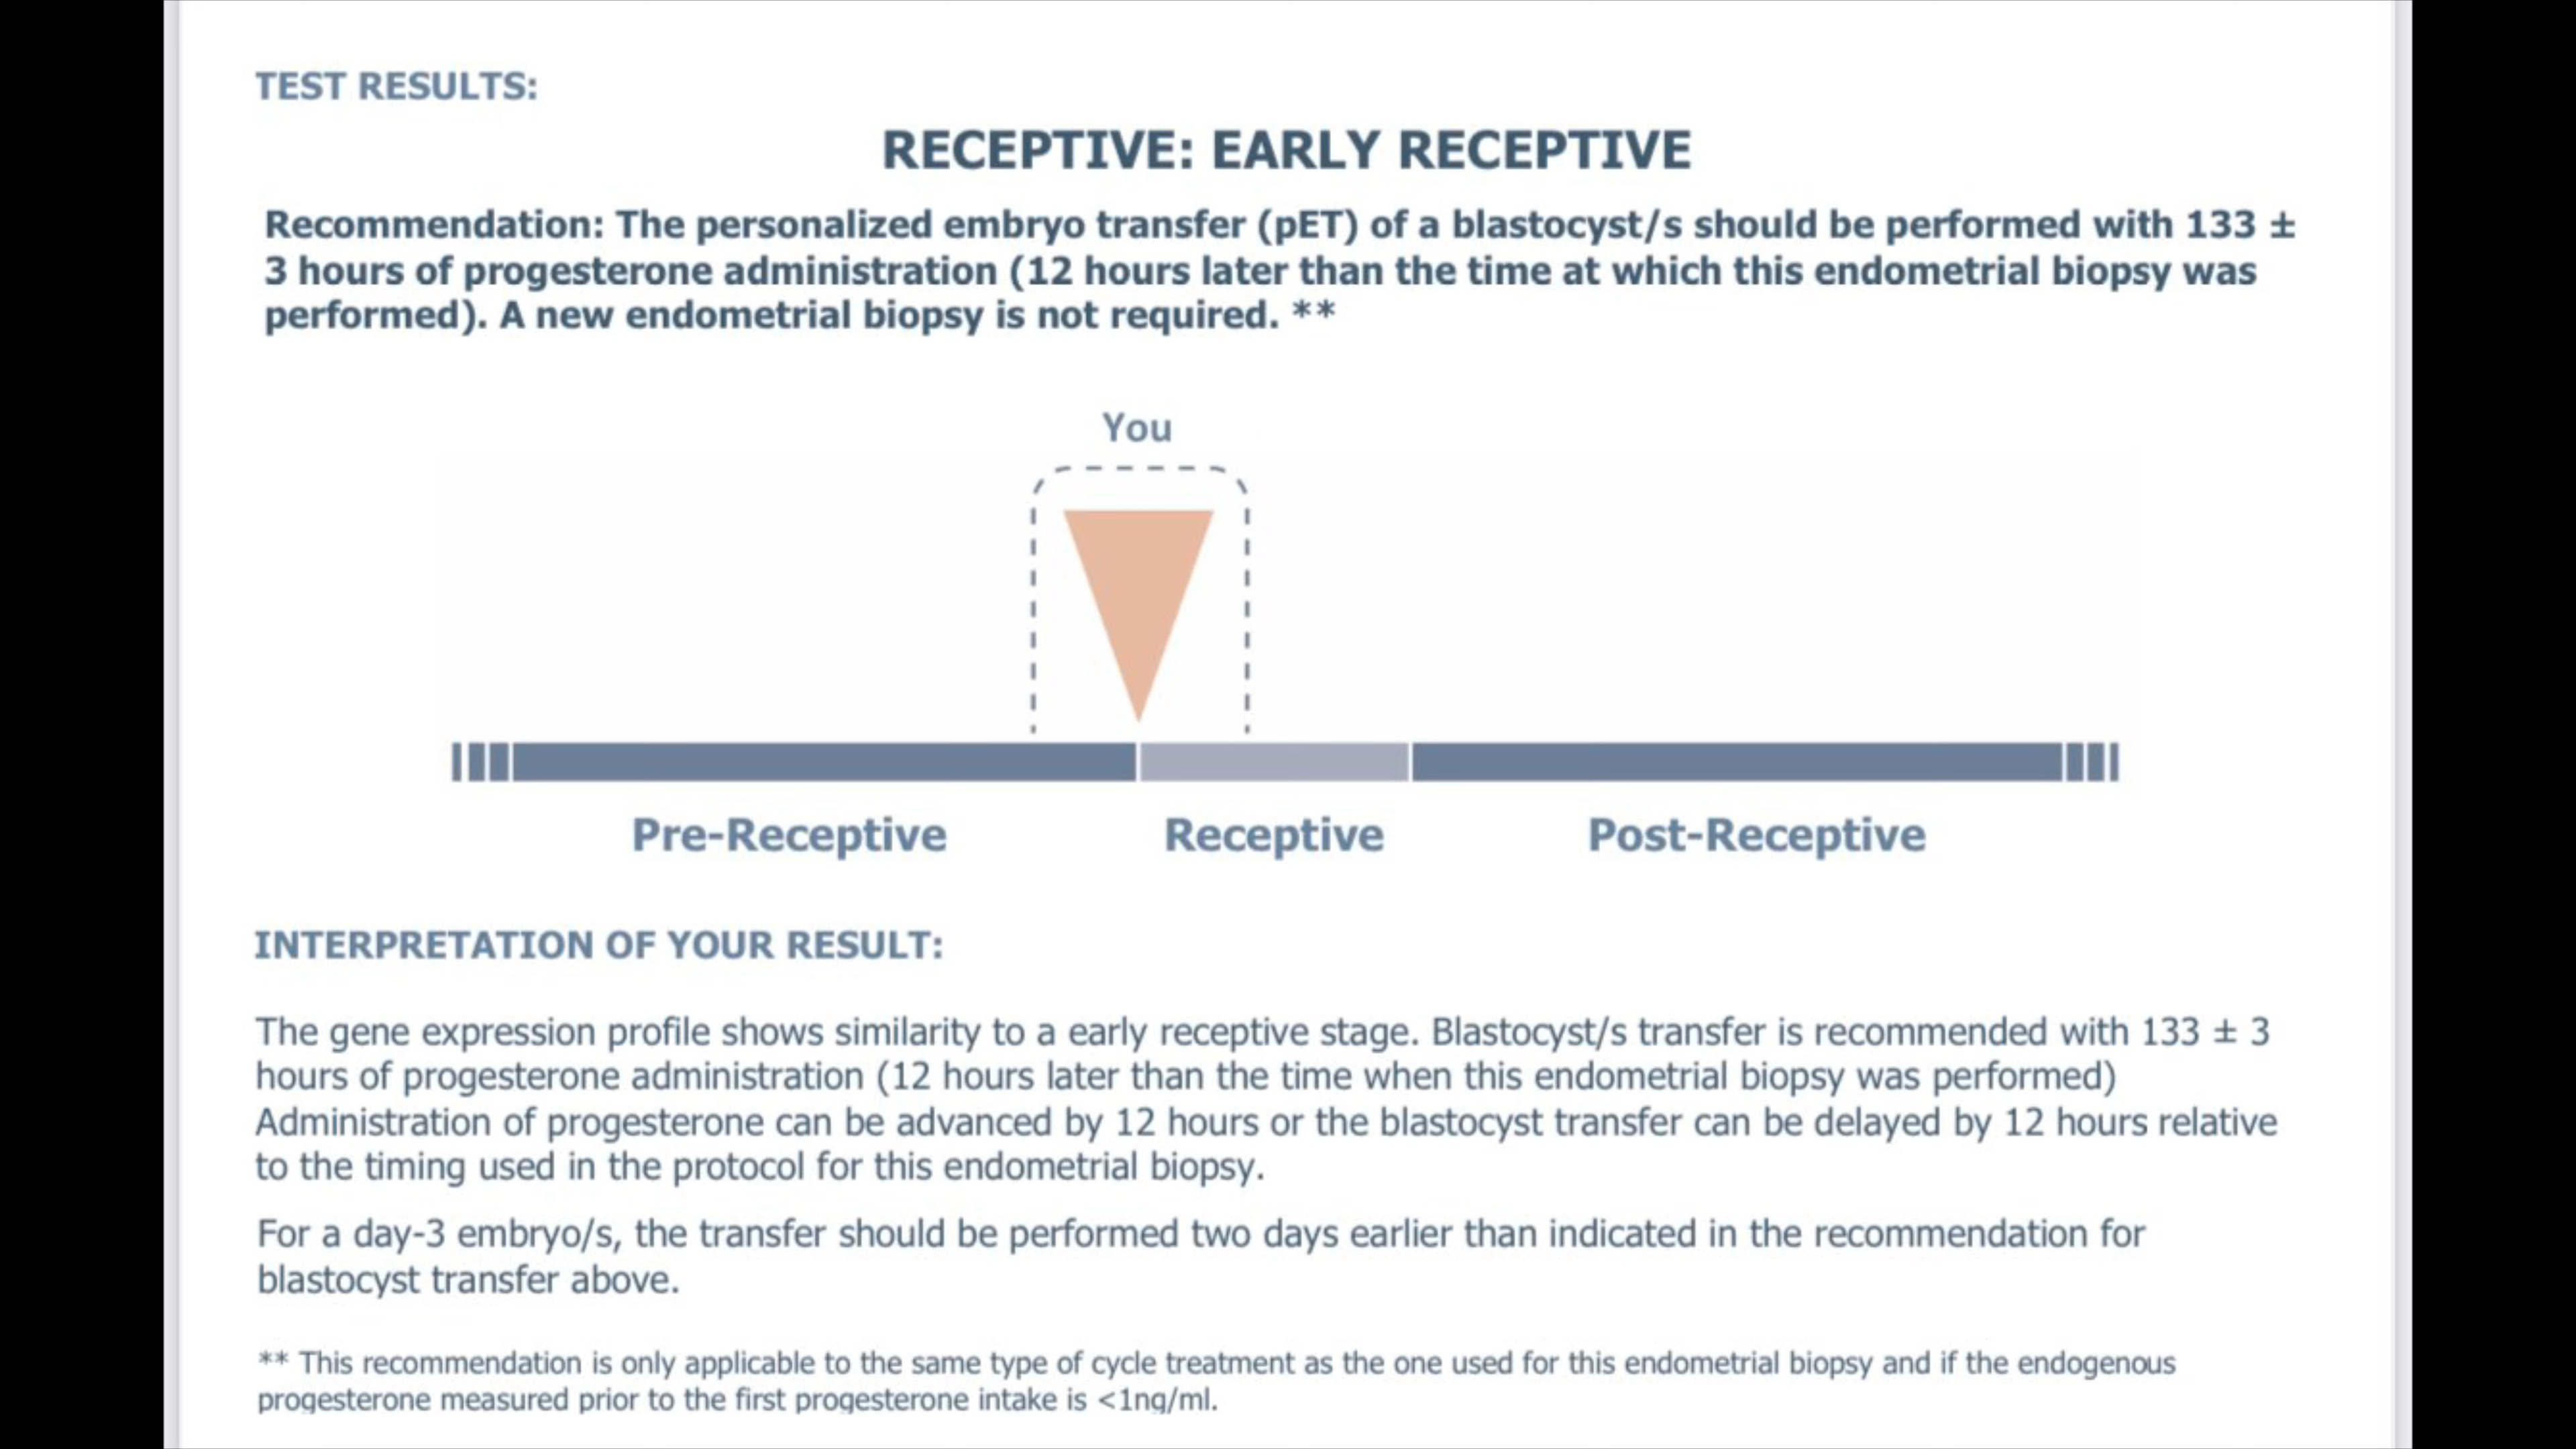 TEST RESULTS:
RECEPTIVE: EARLY RECEPTIVE
Recommendation: The personalized embryo transfer (pET) of a blastocyst/s should be performed with 133 ±
3 hours of progesterone administration (12 hours later than the time at which this endometrial biopsy was
performed). A new endometrial biopsy is not required. **
You
Pre-Receptive
Receptive
Post-Receptive
INTERPRETATION OF YOUR RESULT:
The gene expression profile shows similarity to a early receptive stage. Blastocyst/s transfer is recommended with 133 ± 3
hours of progesterone administration (12 hours later than the time when this endometrial biopsy was performed)
Administration of progesterone can be advanced by 12 hours or the blastocyst transfer can be delayed by 12 hours relative
to the timing used in the protocol for this endometrial biopsy.
For a day-3 embryo/s, the transfer should be performed two days earlier than indicated in the recommendation for
blastocyst transfer above.
** This recommendation is only applicable to the same type of cycle treatment as the one used for this endometrial biopsy and if the endogenous
progesterone measured prior to the first progesterone intake is <1ng/ml.